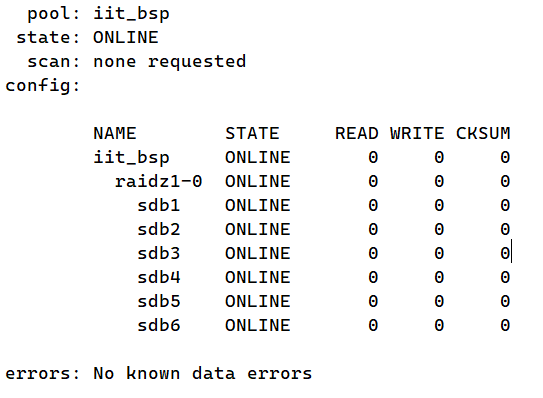 pool: iit_bsp
state: ONLINE
scan: none requested
config:
NAME STATE READ WRITE CKSUM
iit_bsp ONLINE 0 0 0
raidz1-0 ONLINE 0 0 0
sdb1 ONLINE 0 0 0
sdb2 ONLINE 0 0 0
sdb3 ONLINE 0 0 0
sdb4 ONLINE 0 0 0
sdb5 ONLINE 0 0 0
sdb6 ONLINE 0 0 0
errors: No known data errors